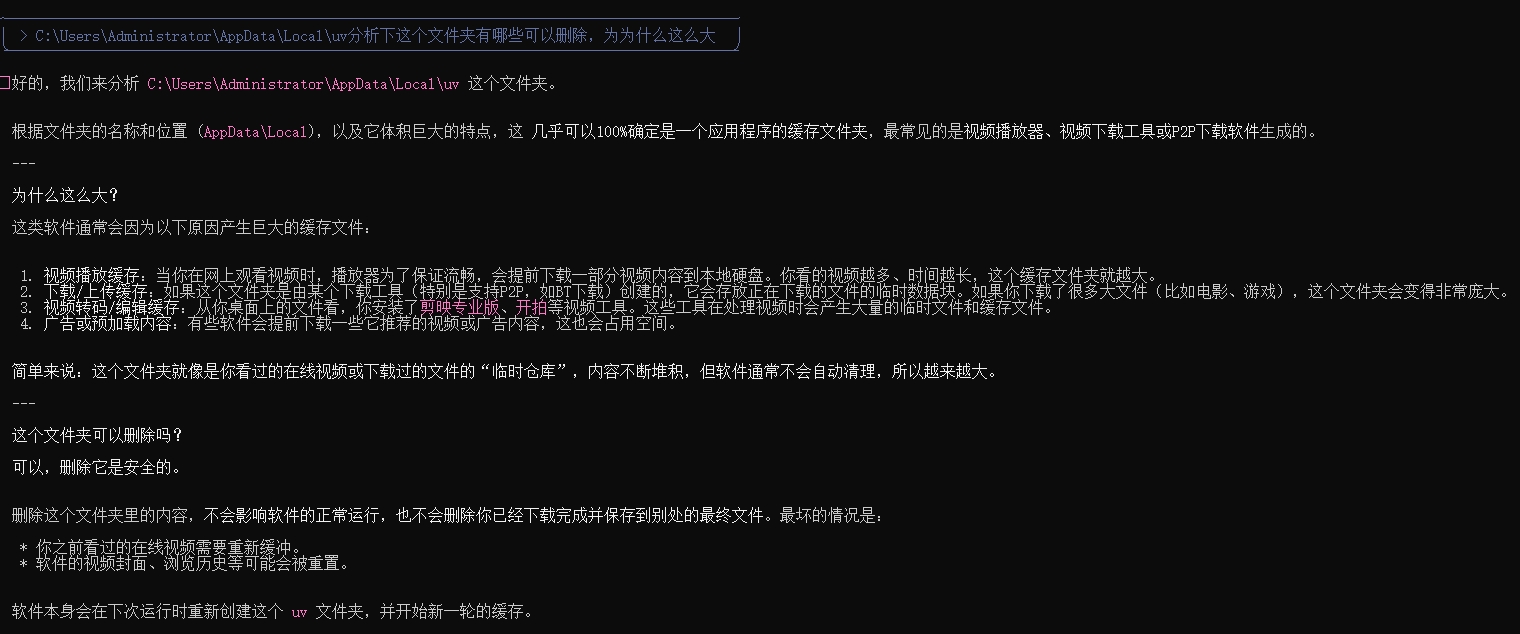 > C:\Users\Administrator\AppData\Local\uv分析下这个文件夹有哪些可以删除，为为什么这么大
好的，我们来分析 C:\Users\Administrator\AppData\Local\uv 这个文件夹。
根据文件夹的名称和位置（AppData\Local），以及它体积巨大的特点，这 几乎可以100%确定是一个应用程序的缓存文件夹，最常见的是视频播放器、视频下载工具或P2P下载软件生成的。
---
为什么这么大？
这类软件通常会因为以下原因产生巨大的缓存文件：
1. 视频播放缓存：当你在网上观看视频时，播放器为了保证流畅，会提前下载一部分视频内容到本地硬盘。你看的视频越多、时间越长，这个缓存文件夹就越大。
2. 下载/上传缓存：如果这个文件夹是由某个下载工具（特别是支持P2P，如BT下载）创建的，它会存放正在下载的文件的临时数据块。如果你下载了很多大文件（比如电影、游戏），这个文件夹会变得非常庞大。
3. 视频转码/编辑缓存：从你桌面上的文件看，你安装了剪映专业版、开拍等视频工具。这些工具在处理视频时会产生大量的临时文件和缓存文件。
4. 广告或预加载内容：有些软件会提前下载一些它推荐的视频或广告内容，这也会占用空间。
简单来说：这个文件夹就像是你看过的在线视频或下载过的文件的“临时仓库”，内容不断堆积，但软件通常不会自动清理，所以越来越大。
---
这个文件夹可以删除吗？
可以，删除它是安全的。
删除这个文件夹里的内容，不会影响软件的正常运行，也不会删除你已经下载完成并保存到别处的最终文件。最坏的情况是：
* 你之前看过的在线视频需要重新缓冲。
* 软件的视频封面、浏览历史等可能会被重置。
软件本身会在下次运行时重新创建这个 uv 文件夹，并开始新一轮的缓存。